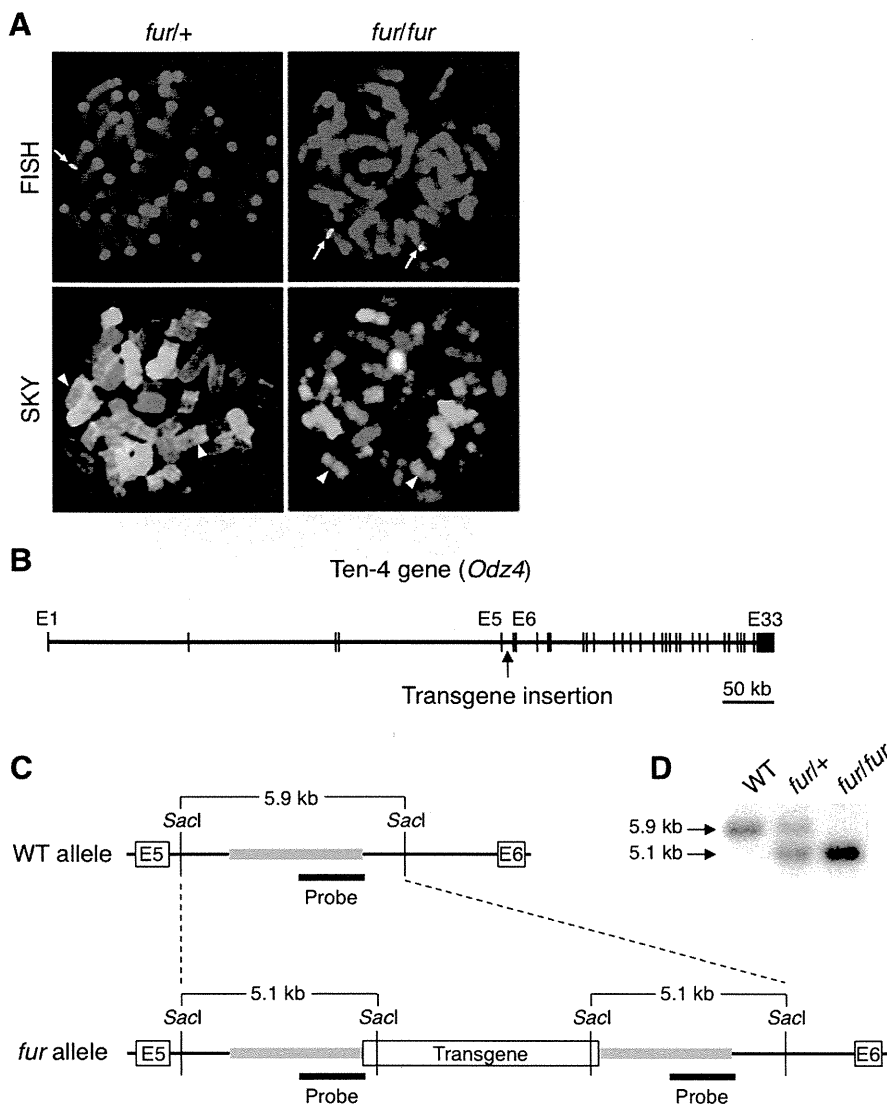 A
fur/+
fur/fur
FISH
SKY
B
Ten-4 gene (Odz4)
E1
E5
E6
E33
Transgene insertion
50 kb
C
5.9 kb
SacI
SacI
WT allele
E5
E6
Probe
5.1 kb
5.1 kb
SacI
SacI
SacI
SacI
fur allele
E5
Transgene
E6
Probe
Probe
D
WT
fur/+
fur/fur
5.9 kb
5.1 kb